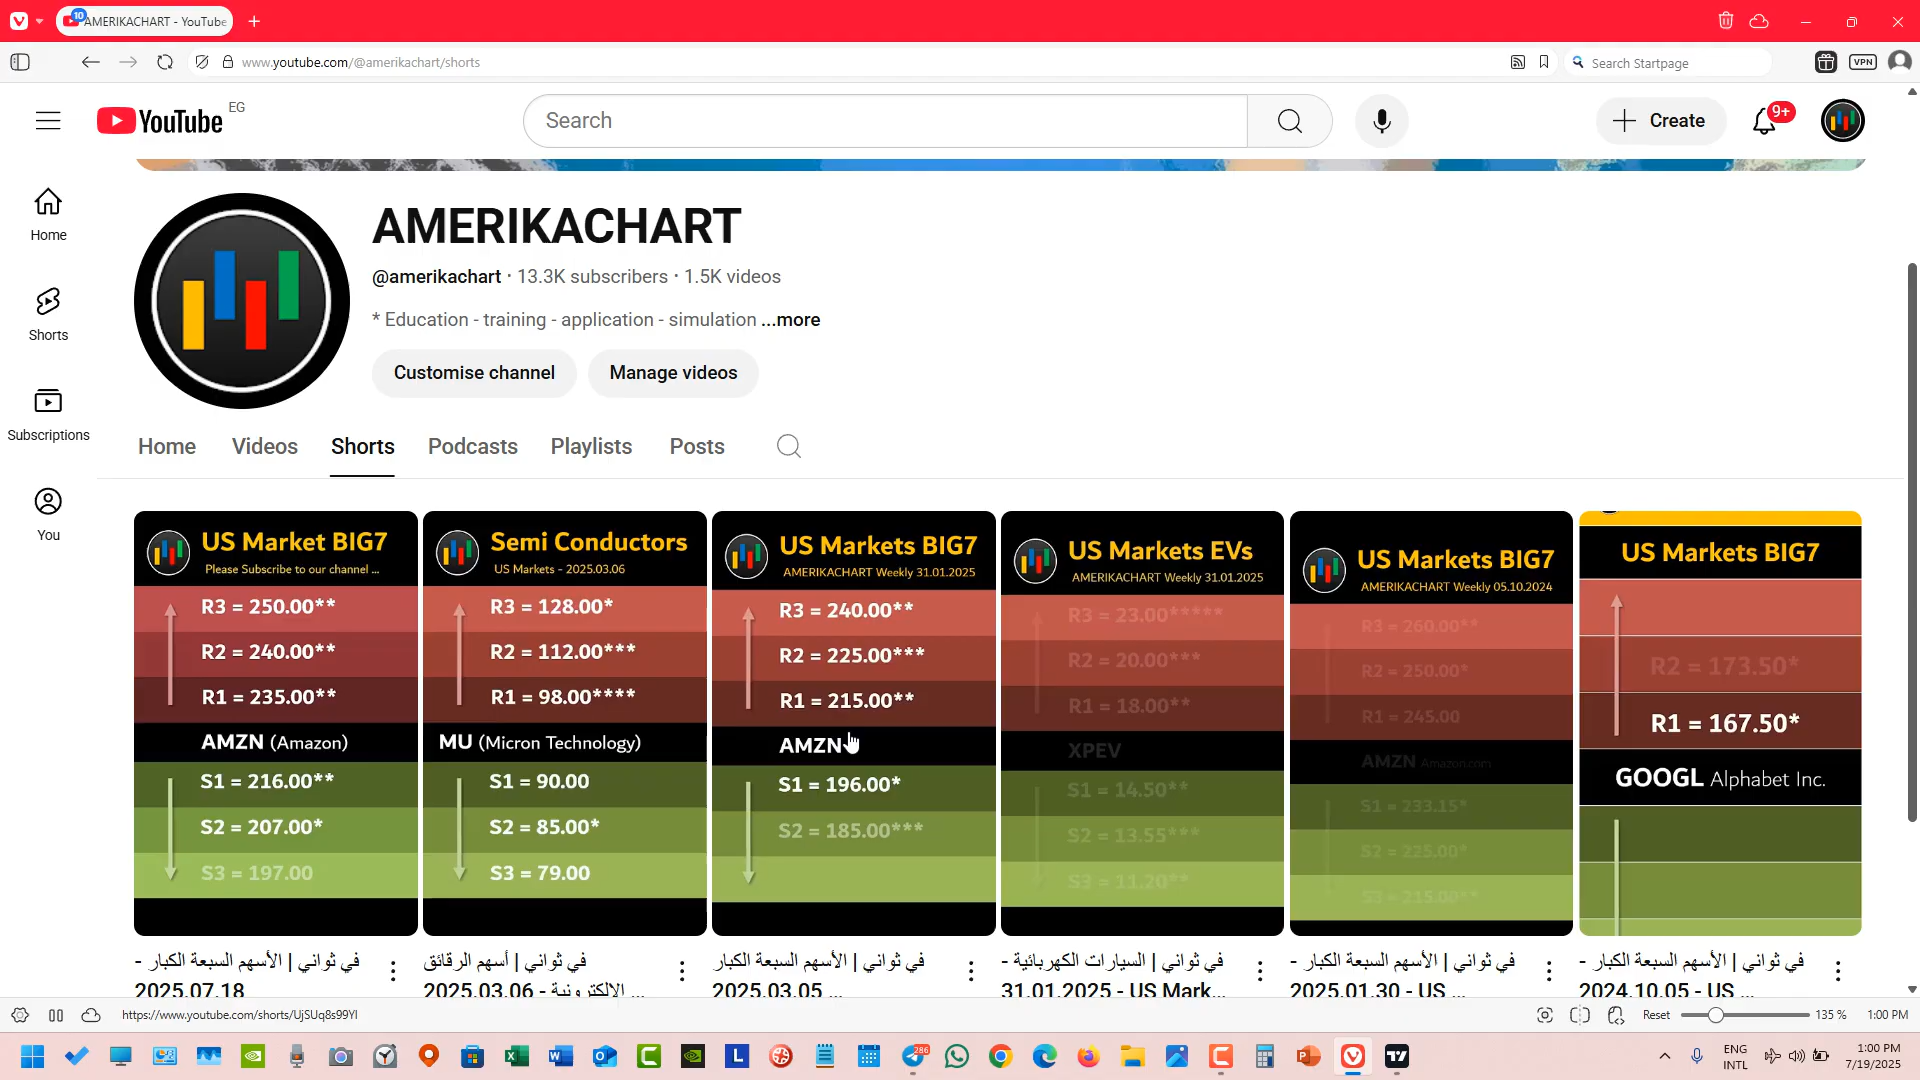 10
AMERIKACHART - YouTube
www.youtube.com/@amerikachart/shorts
Search Startpage
VPN
YouTube
EG
Search
Create
9+
Home
Shorts
Subscriptions
You
AMERIKACHART
@amerikachart · 13.3K subscribers · 1.5K videos
* Education - training - application - simulation ...more
Customise channel
Manage videos
Home
Videos
Shorts
Podcasts
Playlists
Posts
US Market BIG7
Please Subscribe to our channel ...
R3 = 250.00**
R2 = 240.00**
R1 = 235.00**
AMZN (Amazon)
S1 = 216.00**
S2 = 207.00*
S3 = 197.00
في ثواني | الأسهم السبعة الكبار -
2025.07.18
Semi Conductors
US Markets - 2025.03.06
R3 = 128.00*
R2 = 112.00***
R1 = 98.00****
MU (Micron Technology)
S1 = 90.00
S2 = 85.00*
S3 = 79.00
في ثواني | أسهم الرقائق
الالكترونية - 2025.03.06 ...
US Markets BIG7
AMERIKACHART Weekly 31.01.2025
R3 = 240.00**
R2 = 225.00***
R1 = 215.00**
AMZN
S1 = 196.00*
S2 = 185.00***
في ثواني | الأسهم السبعة الكبار
2025.03.05 ...
US Markets EVs
AMERIKACHART Weekly 31.01.2025
R3 = 23.00*****
R2 = 20.00***
R1 = 18.00**
XPEV
S1 = 14.50**
S2 = 13.55***
S3 = 11.20**
في ثواني | السيارات الكهربائية -
31.01.2025 - US Mark...
US Markets BIG7
AMERIKACHART Weekly 05.10.2024
R3 = 260.00**
R2 = 250.00*
R1 = 245.00
AMZN Amazon.com
S1 = 233.15*
S2 = 225.00*
S3 = 215.00**
في ثواني | الأسهم السبعة الكبار -
2025.01.30 - US ...
US Markets BIG7
R2 = 173.50*
R1 = 167.50*
GOOGL Alphabet Inc.
في ثواني | الأسهم السبعة الكبار -
2024.10.05 - US ...
https://www.youtube.com/shorts/UjSUq8s99YI
Reset
135 %
1:00 PM
286
ENG
INTL
1:00 PM
7/19/2025